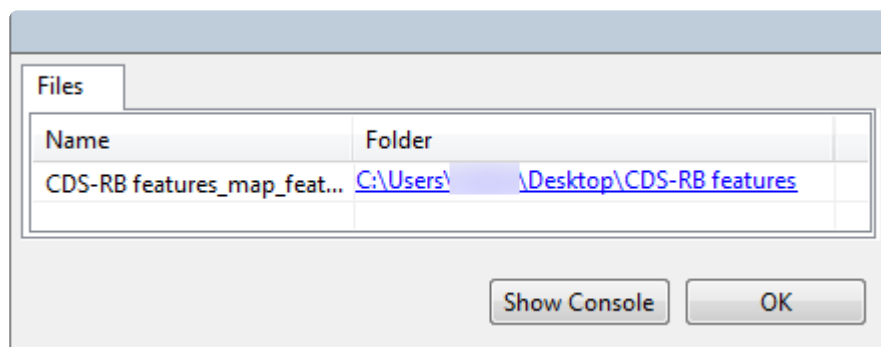 Files
Name Folder
CDS-RB features_map_feat... C:\Users\ \Desktop\CDS-RB features
Show Console OK